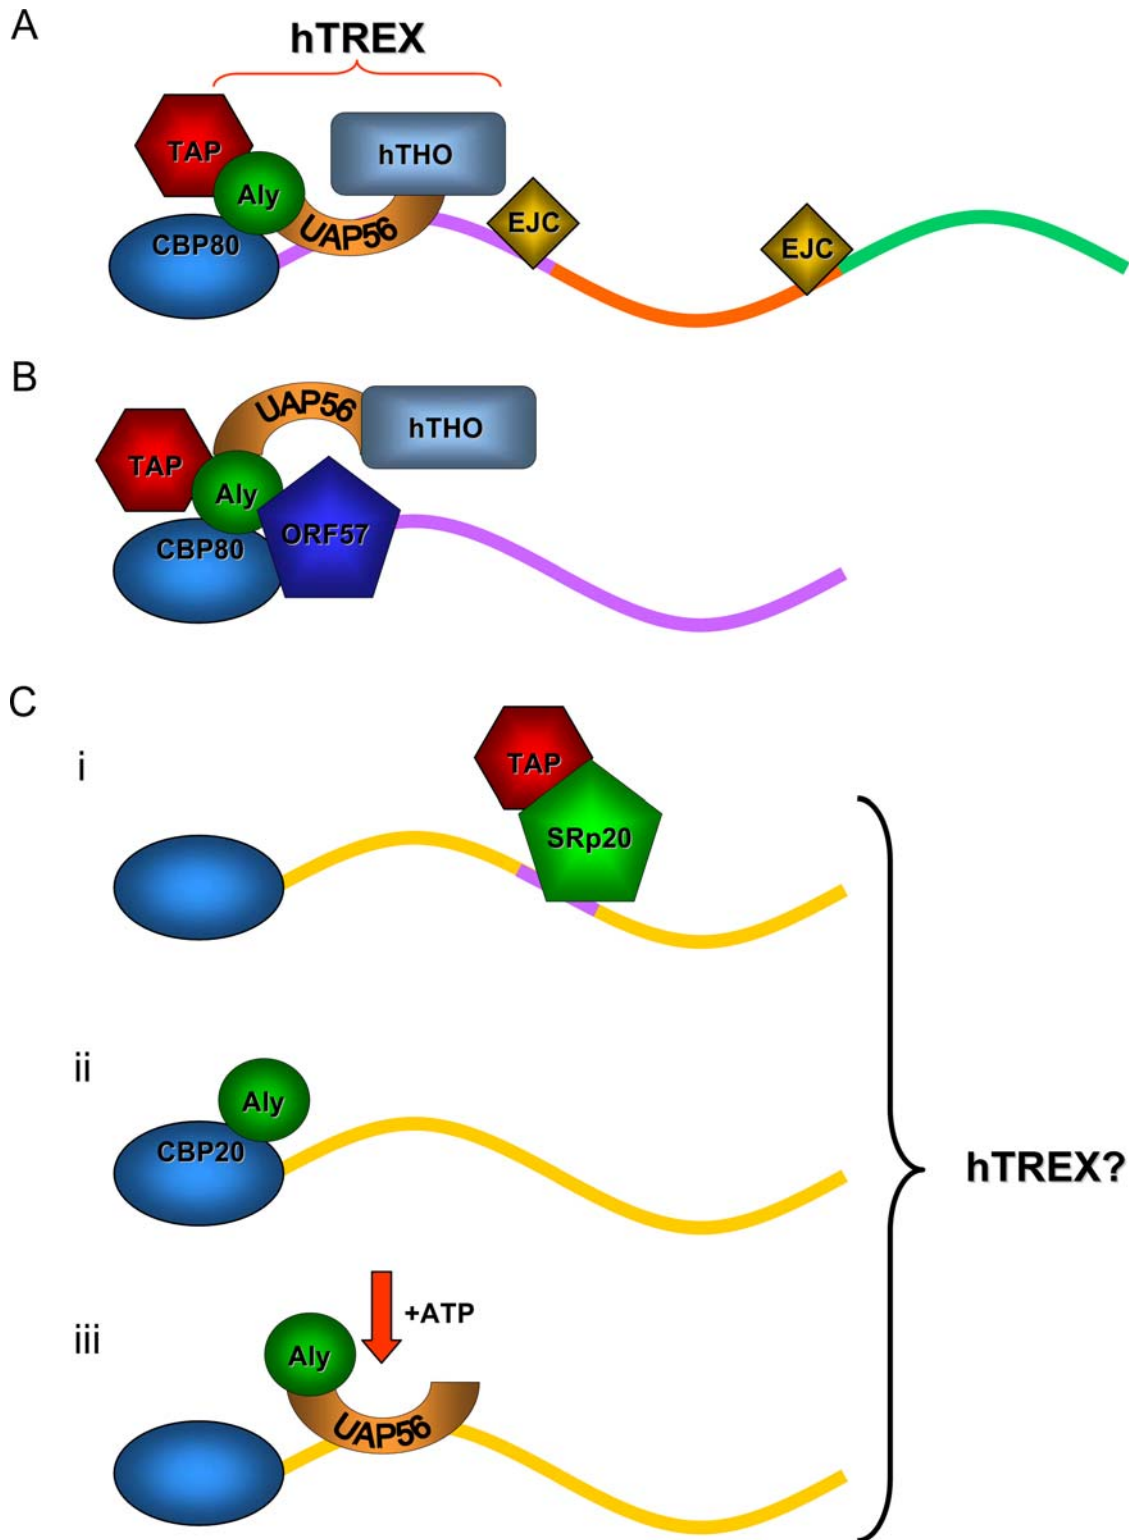 A
hTREX
TAP
hTHO
Aly
UAP56
CBP80
EJC
EJC
B
UAP56
hTHO
TAP
Aly
ORF57
CBP80
C
i
TAP
SRp20
ii
Aly
CBP20
hTREX?
+ATP
iii
Aly
UAP56